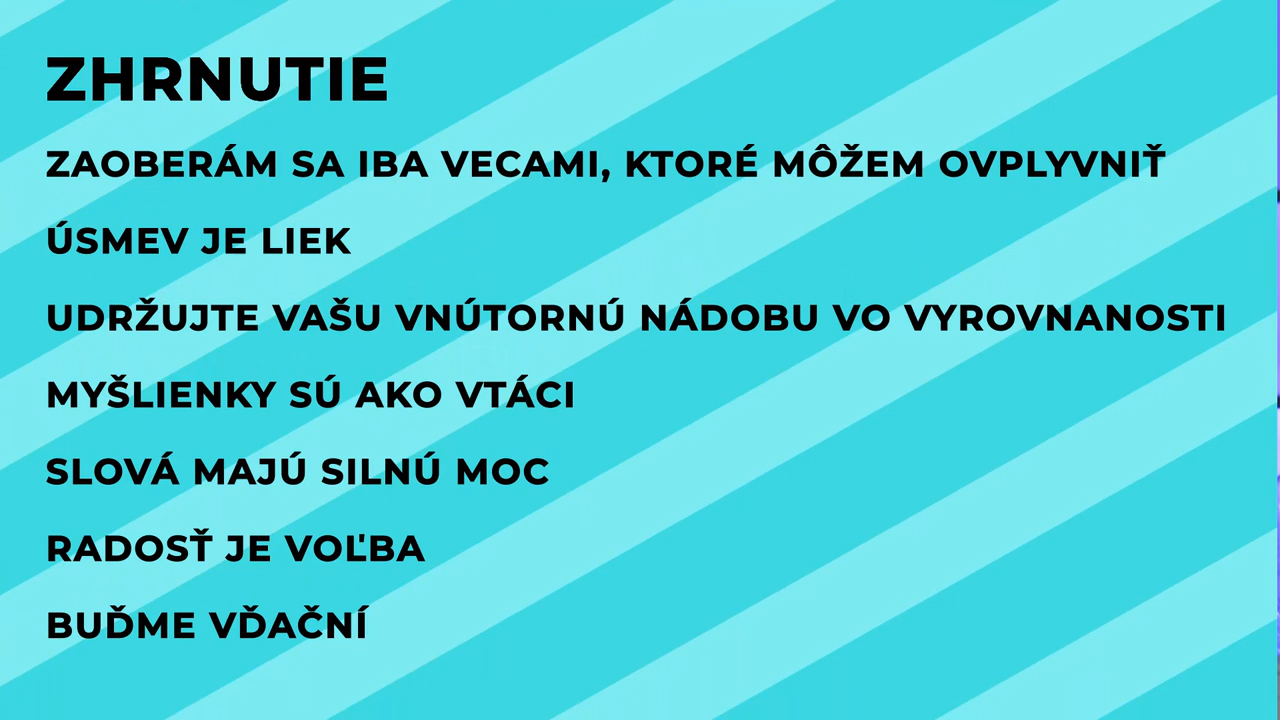 ZHRNUTIE
ZAOBERÁM SA IBA VECAMI, KTORÉ MÔŽEM OVPLYVNIŤ
ÚSMEV JE LIEK
UDRŽUJTE VAŠU VNÚTORNÚ NÁDOBU VO VYROVNANOSTI
MYŠLIENKY SÚ AKO VTÁCI
SLOVÁ MAJÚ SILNÚ MOC
RADOSŤ JE VOĽBA
BUĎME VĎAČNÍ